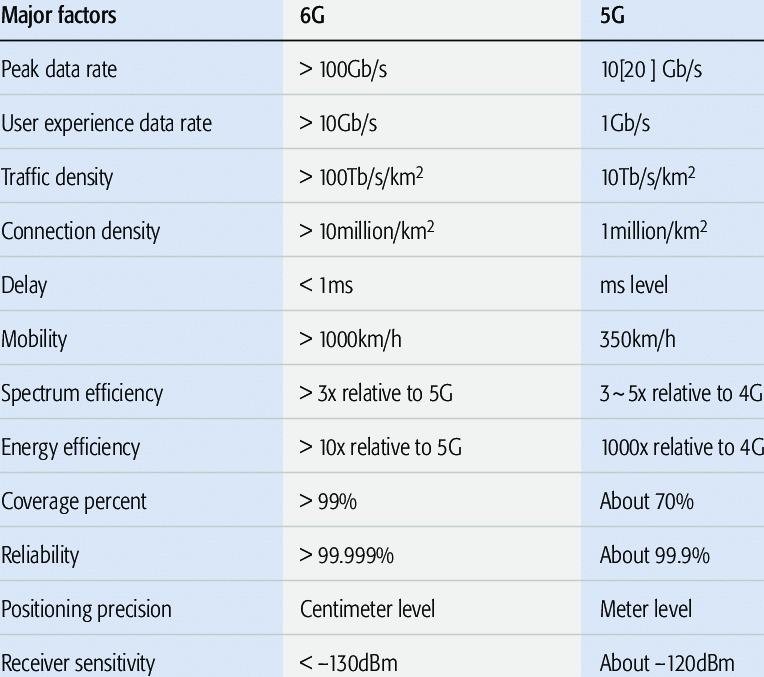 Major factors 6G 5G
Peak data rate > 100Gb/s 10[20 ] Gb/s
User experience data rate > 10Gb/s 1Gb/s
Traffic density > 100Tb/s/km² 10Tb/s/km²
Connection density > 10million/km² 1million/km²
Delay < 1ms ms level
Mobility > 1000km/h 350km/h
Spectrum efficiency > 3x relative to 5G 3~5x relative to 4G
Energy efficiency > 10x relative to 5G 1000x relative to 4G
Coverage percent > 99% About 70%
Reliability > 99.999% About 99.9%
Positioning precision Centimeter level Meter level
Receiver sensitivity < –130dBm About –120dBm